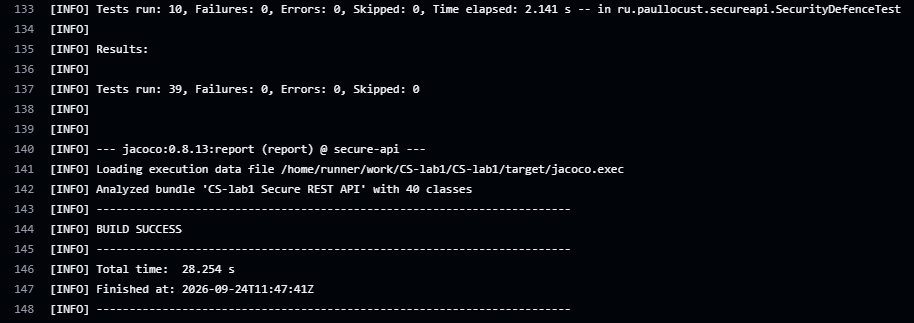 133 [INFO] Tests run: 10, Failures: 0, Errors: 0, Skipped: 0, Time elapsed: 2.141 s -- in ru.paullocust.secureapi.SecurityDefenceTest
134 [INFO]
135 [INFO] Results:
136 [INFO]
137 [INFO] Tests run: 39, Failures: 0, Errors: 0, Skipped: 0
138 [INFO]
139 [INFO]
140 [INFO] --- jacoco:0.8.13:report (report) @ secure-api ---
141 [INFO] Loading execution data file /home/runner/work/CS-lab1/CS-lab1/target/jacoco.exec
142 [INFO] Analyzed bundle 'CS-lab1 Secure REST API' with 40 classes
143 [INFO] ------------------------------------------------------------------------
144 [INFO] BUILD SUCCESS
145 [INFO] ------------------------------------------------------------------------
146 [INFO] Total time:  28.254 s
147 [INFO] Finished at: 2026-09-24T11:47:41Z
148 [INFO] ------------------------------------------------------------------------